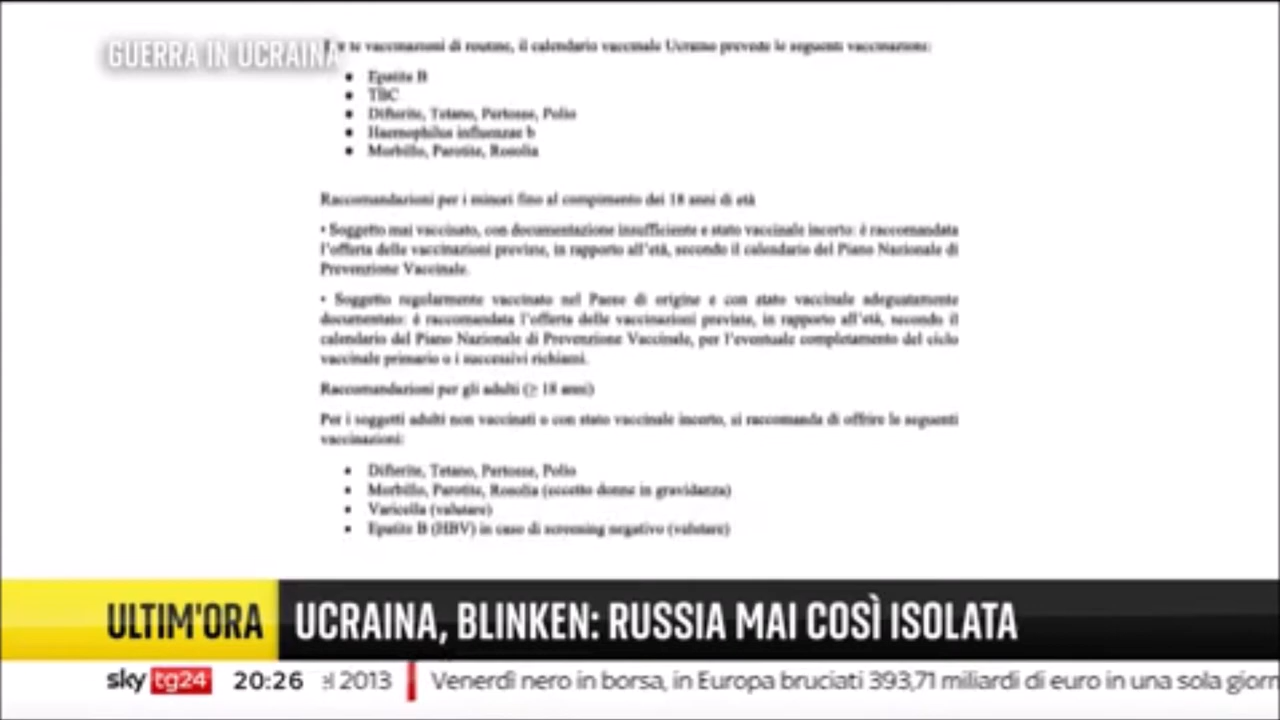 GUERRA IN UCRAINA
te vaccinazioni di routine, il calendario vaccinale Ucraino prevede le seguenti vaccinazione:
● Epatite B
● TBC
● Difterite, Tetano, Pertosse, Polio
● Haemophilus influenzae b
● Morbillo, Parotite, Rosolia
Raccomandazioni per i minori fino al compimento dei 18 anni di età
• Soggetto mai vaccinato, con documentazione insufficiente e stato vaccinale incerto: è raccomandata
l'offerta delle vaccinazioni previste, in rapporto all'età, secondo il calendario del Piano Nazionale di
Prevenzione Vaccinale.
• Soggetto regolarmente vaccinato nel Paese di origine e con stato vaccinale adeguatamente
documentato: è raccomandata l'offerta delle vaccinazioni previste, in rapporto all'età, secondo il
calendario del Piano Nazionale di Prevenzione Vaccinale, per l'eventuale completamento del ciclo
vaccinale primario o i successivi richiami.
Raccomandazioni per gli adulti (≥ 18 anni)
Per i soggetti adulti non vaccinati o con stato vaccinale incerto, si raccomanda di offrire le seguenti
vaccinazioni:
• Difterite, Tetano, Pertosse, Polio
• Morbillo, Parotite, Rosolia (eccetto donne in gravidanza)
• Varicella (valutare)
• Epatite B (HBV) in caso di screening negativo (valutare)
ULTIM'ORA UCRAINA, BLINKEN: RUSSIA MAI COSÌ ISOLATA
sky tg24 20:26 el 2013 Venerdì nero in borsa, in Europa bruciati 393,71 miliardi di euro in una sola giorn